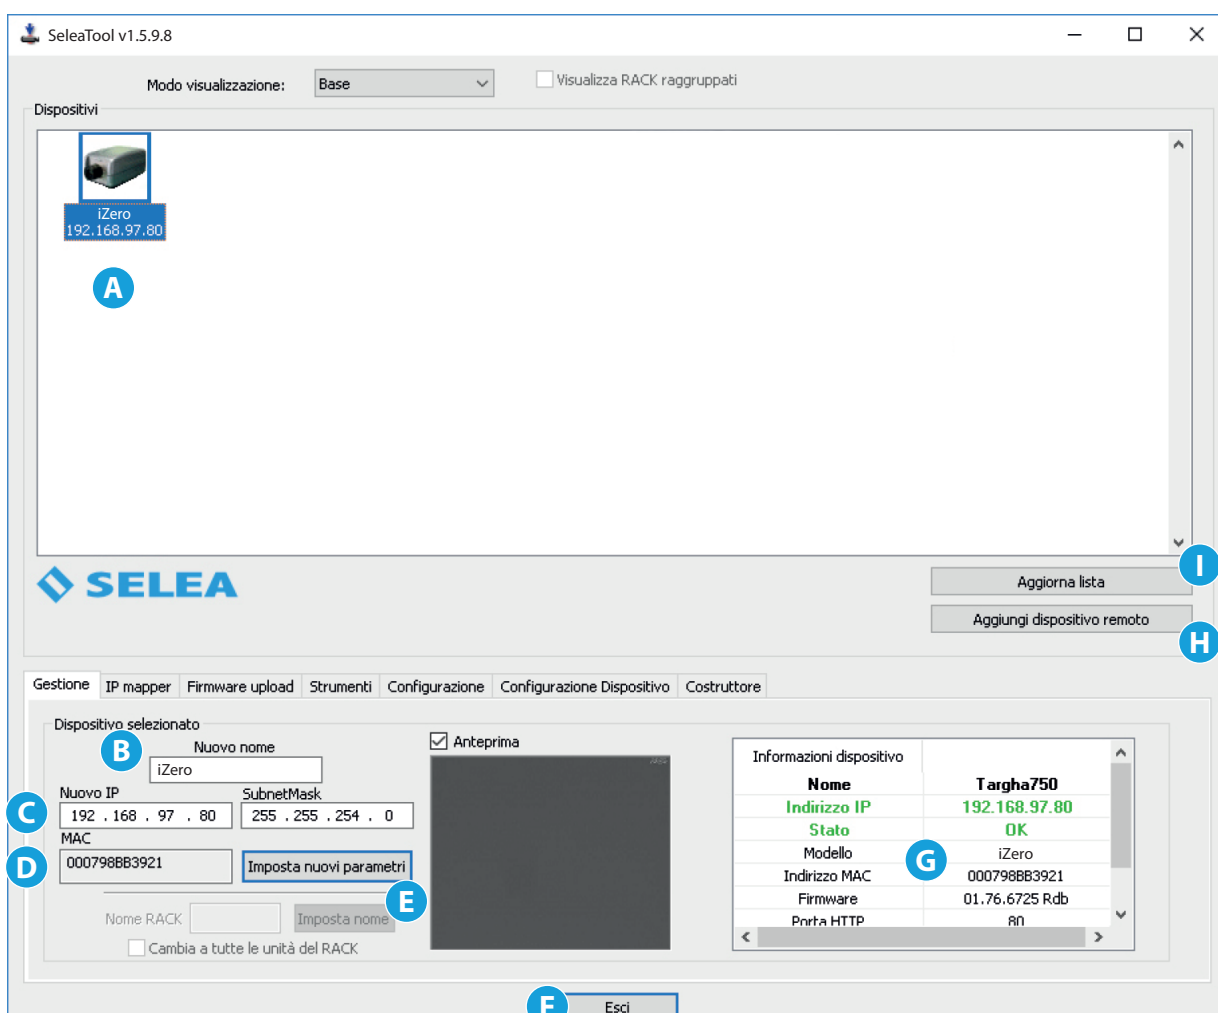 SeleaTool v1.5.9.8
Modo visualizzazione: Base Visualizza RACK raggruppati
Dispositivi
iZero
192.168.97.80
A
SELEA
I
Aggiorna lista
Aggiungi dispositivo remoto
H
Gestione IP mapper Firmware upload Strumenti Configurazione Configurazione Dispositivo Costruttore
Dispositivo selezionato
B
Nuovo nome
iZero
Nuovo IP SubnetMask
C
192 . 168 . 97 . 80 255 . 255 . 254 . 0
MAC
D
000798BB3921 Imposta nuovi parametri
E
Nome RACK Imposta nome
Cambia a tutte le unità del RACK
Anteprima
Informazioni dispositivo
Nome Targha750
Indirizzo IP 192.168.97.80
Stato OK
Modello iZero
G
Indirizzo MAC 000798BB3921
Firmware 01.76.6725 Rdb
Porta HTTP 80
F
Esci